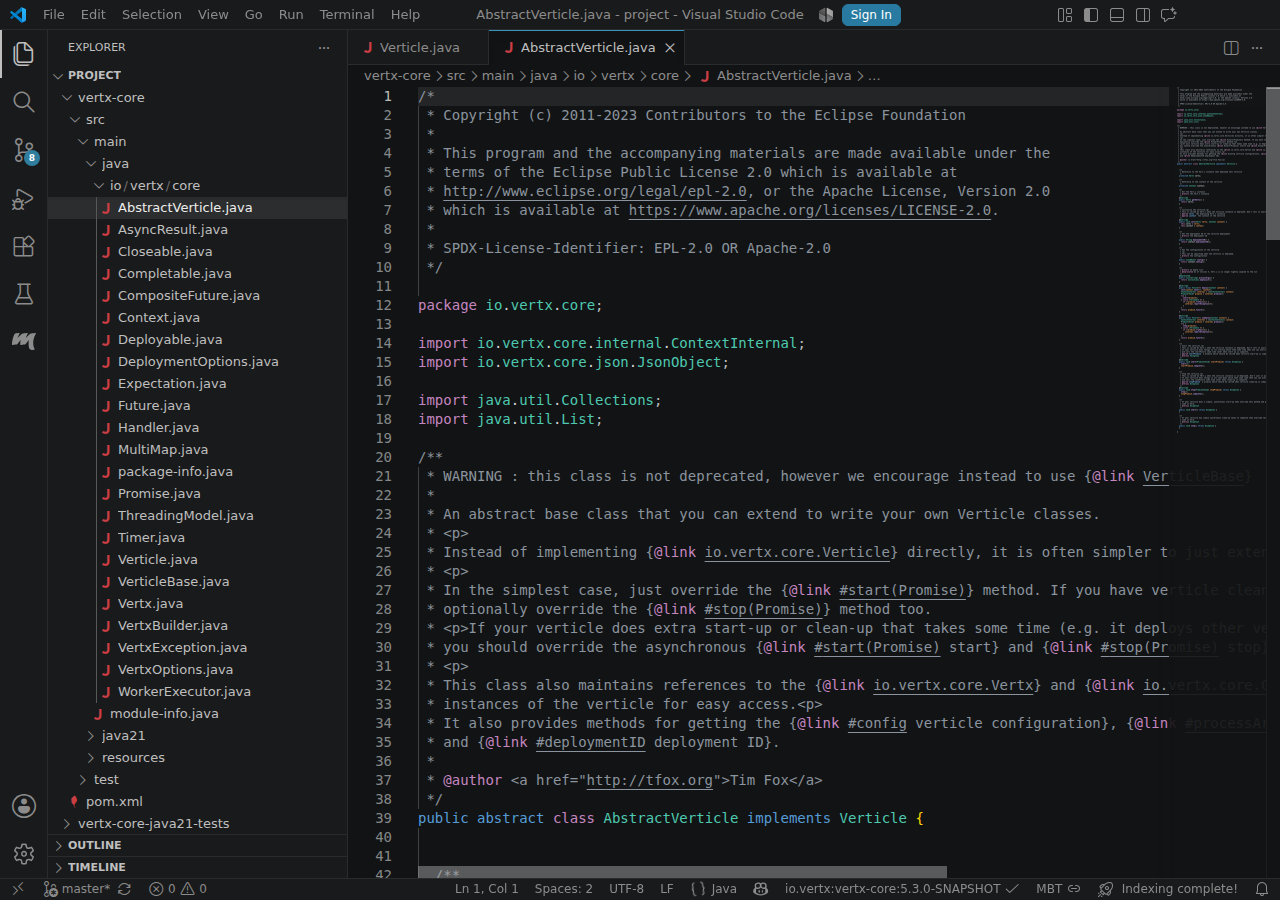 File Edit Selection View Go Run Terminal Help AbstractVerticle.java - project - Visual Studio Code Sign In
EXPLORER
PROJECT
vertx-core
src
main
java
io / vertx / core
AbstractVerticle.java
AsyncResult.java
Closeable.java
Completable.java
CompositeFuture.java
Context.java
Deployable.java
DeploymentOptions.java
Expectation.java
Future.java
Handler.java
MultiMap.java
package-info.java
Promise.java
ThreadingModel.java
Timer.java
Verticle.java
VerticleBase.java
Vertx.java
VertxBuilder.java
VertxException.java
VertxOptions.java
WorkerExecutor.java
module-info.java
java21
resources
test
pom.xml
vertx-core-java21-tests
OUTLINE
TIMELINE
8
Verticle.java AbstractVerticle.java
vertx-core > src > main > java > io > vertx > core > AbstractVerticle.java > ...
1 /*
2  * Copyright (c) 2011-2023 Contributors to the Eclipse Foundation
3  *
4  * This program and the accompanying materials are made available under the
5  * terms of the Eclipse Public License 2.0 which is available at
6  * http://www.eclipse.org/legal/epl-2.0, or the Apache License, Version 2.0
7  * which is available at https://www.apache.org/licenses/LICENSE-2.0.
8  *
9  * SPDX-License-Identifier: EPL-2.0 OR Apache-2.0
10  */
11
12 package io.vertx.core;
13
14 import io.vertx.core.internal.ContextInternal;
15 import io.vertx.core.json.JsonObject;
16
17 import java.util.Collections;
18 import java.util.List;
19
20 /**
21  * WARNING : this class is not deprecated, however we encourage instead to use {@link VerticleBase}
22  *
23  * An abstract base class that you can extend to write your own Verticle classes.
24  * <p>
25  * Instead of implementing {@link io.vertx.core.Verticle} directly, it is often simpler to just exten
26  * <p>
27  * In the simplest case, just override the {@link #start(Promise)} method. If you have verticle clean
28  * optionally override the {@link #stop(Promise)} method too.
29  * <p>If your verticle does extra start-up or clean-up that takes some time (e.g. it deploys other ve
30  * you should override the asynchronous {@link #start(Promise) start} and {@link #stop(Promise) stop}
31  * <p>
32  * This class also maintains references to the {@link io.vertx.core.Vertx} and {@link io.vertx.core.C
33  * instances of the verticle for easy access.<p>
34  * It also provides methods for getting the {@link #config verticle configuration}, {@link #processAr
35  * and {@link #deploymentID deployment ID}.
36  *
37  * @author <a href="http://tfox.org">Tim Fox</a>
38  */
39 public abstract class AbstractVerticle implements Verticle {
40
41
42   /**
master* 0 0 Ln 1, Col 1 Spaces: 2 UTF-8 LF {} Java io.vertx:vertx-core:5.3.0-SNAPSHOT MBT Indexing complete!